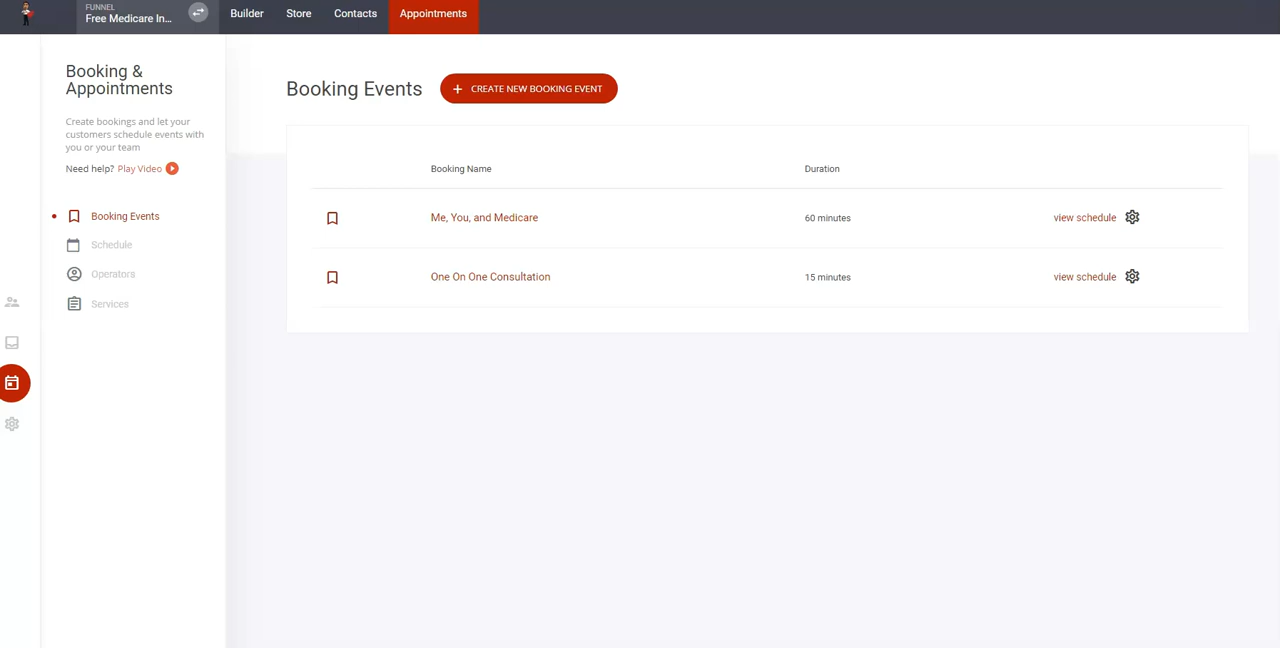 FUNNEL
Free Medicare In...
Builder
Store
Contacts
Appointments
Booking &
Appointments
Create bookings and let your
customers schedule events with
you or your team
Need help? Play Video
Booking Events
Schedule
Operators
Services
Booking Events
+ CREATE NEW BOOKING EVENT
Booking Name Duration
Me, You, and Medicare 60 minutes view schedule
One On One Consultation 15 minutes view schedule